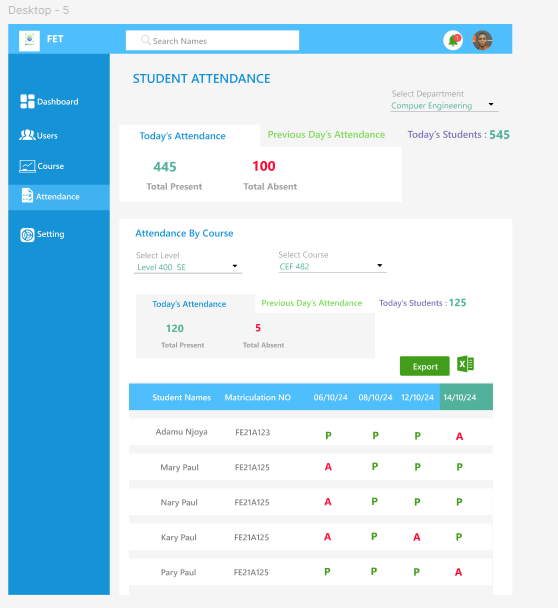 Desktop - 5
FET
Search Names
STUDENT ATTENDANCE
Select Department
Compuer Engineering
Dashboard
Users
Course
Attendance
Setting
Today's Attendance Previous Day's Attendance Today's Students : 545
445 100
Total Present Total Absent
Attendance By Course
Select Level Select Course
Level 400 SE CEF 482
Today's Attendance Previous Day's Attendance Today's Students : 125
120 5
Total Present Total Absent
Export
Student Names Matriculation NO 06/10/24 08/10/24 12/10/24 14/10/24
Adamu Njoya FE21A123 P P P A
Mary Paul FE21A125 A P P P
Nary Paul FE21A125 A P P P
Kary Paul FE21A125 A P A P
Pary Paul FE21A125 P P P A